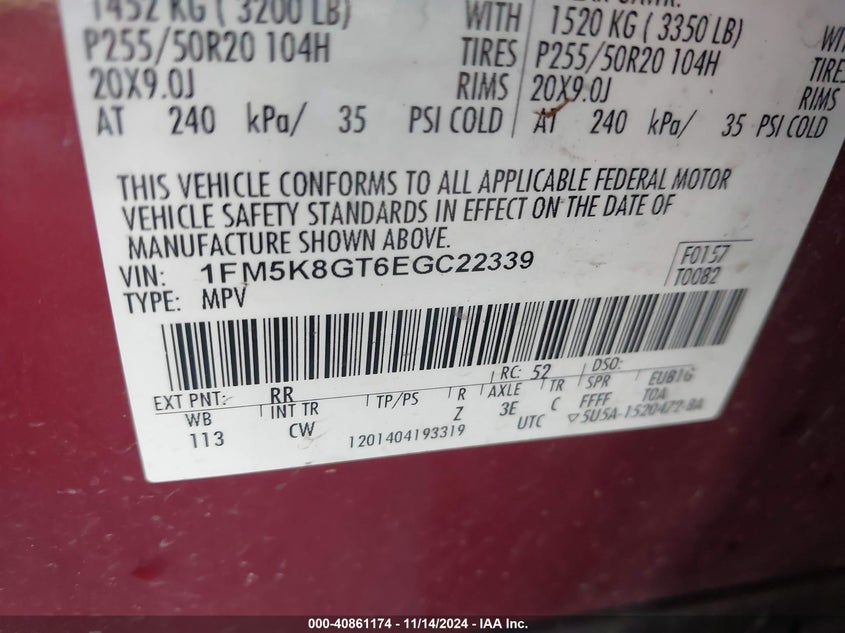 1452 KG ( 3200 LB) WITH 1520 KG ( 3350 LB) WITH
P255/50R20 104H TIRES P255/50R20 104H TIRES
20X9.0J RIMS 20X9.0J RIMS
AT 240 kPa/ 35 PSI COLD AT 240 kPa/ 35 PSI COLD
THIS VEHICLE CONFORMS TO ALL APPLICABLE FEDERAL MOTOR
VEHICLE SAFETY STANDARDS IN EFFECT ON THE DATE OF
MANUFACTURE SHOWN ABOVE.
VIN: 1FM5K8GT6EGC22339 F0157
TYPE: MPV T0082
EXT PNT: RR RC: 52 DSO:
WB INT TR TP/PS R AXLE TR SPR EUB1G
113 CW Z 3E C FFFF TOA
1201404193319 UTC ▽5U5A-1520472-BA
000-40861174 - 11/14/2024 - IAA Inc.